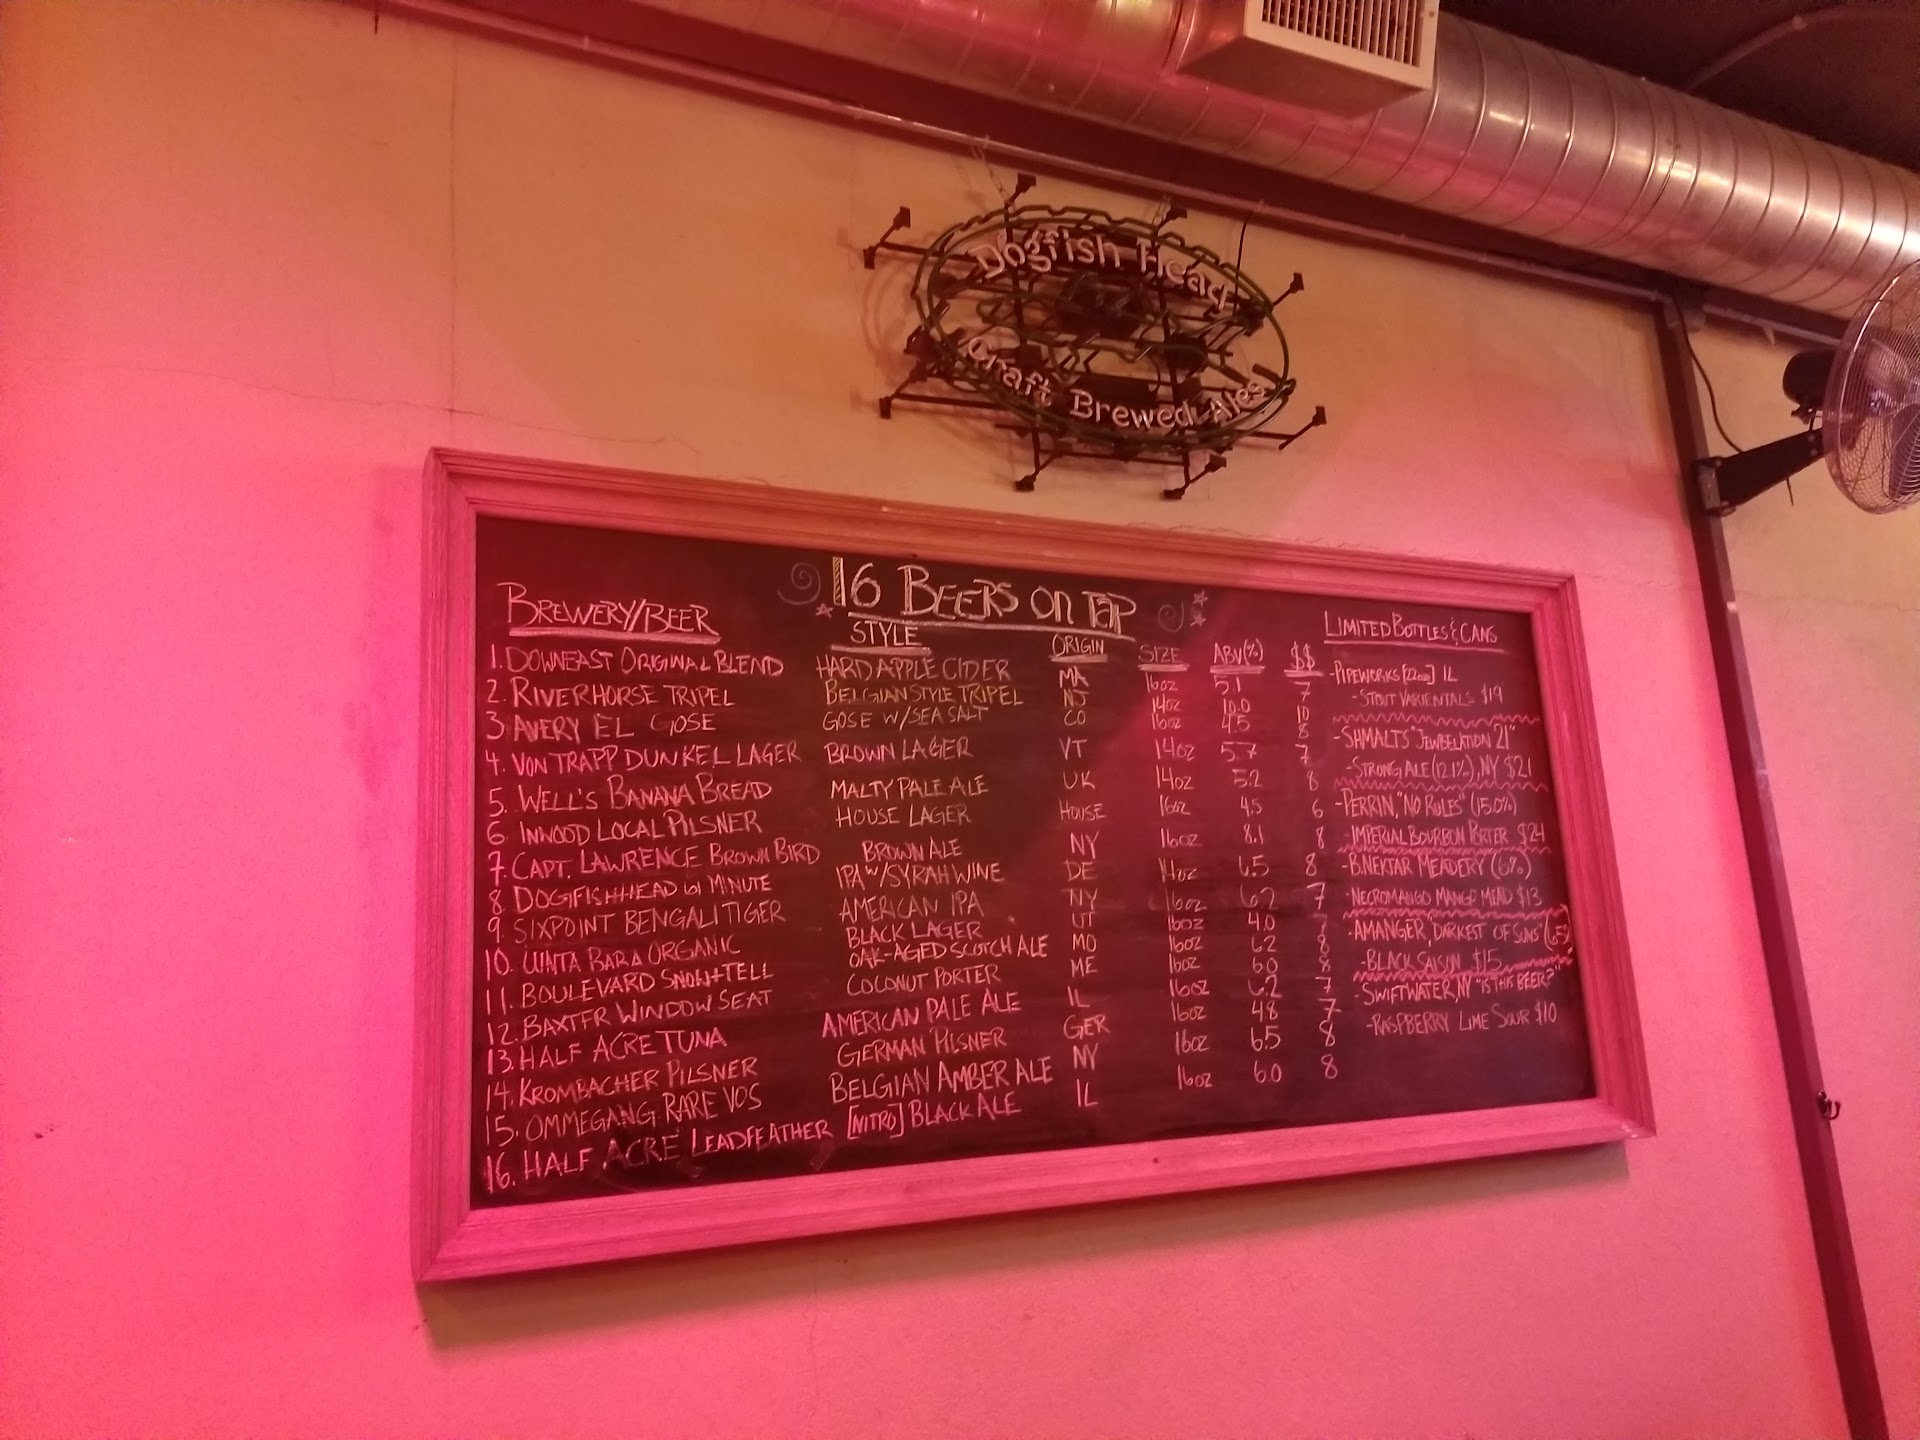 Dogfish Head
Craft Brewed Ales
16 BEERS ON TAP
BREWERY/BEER STYLE ORIGIN SIZE ABV(%) $$
1. DOWNEAST ORIGINAL BLEND HARD APPLE CIDER MA 16oz 5.1 7
2. RIVERHORSE TRIPEL BELGIAN STYLE TRIPEL NJ 14oz 10.0 10
3 AVERY EL GOSE GOSE W/SEA SALT CO 16oz 4.5 8
4. VON TRAPP DUNKEL LAGER BROWN LAGER VT 14oz 5.7 7
5. WELL'S BANANA BREAD MALTY PALE ALE UK 14oz 5.2 8
6 INWOOD LOCAL PILSNER HOUSE LAGER HOUSE 16oz 4.5 6
7. CAPT. LAWRENCE BROWN BIRD BROWN ALE NY 16oz 8.1 8
8. DOGFISHHEAD 61 MINUTE IPA W/SYRAH WINE DE 14oz 6.5 8
9. SIXPOINT BENGALI TIGER AMERICAN IPA NY 16oz 6.2 7
10. UINTA BABA ORGANIC BLACK LAGER UT 16oz 4.0
11. BOULEVARD SNOW+TELL OAK-AGED SCOTCH ALE MO 16oz 6.2 8
12. BAXTER WINDOW SEAT COCONUT PORTER ME 16oz 6.0 8
13. HALF ACRE TUNA AMERICAN PALE ALE IL 16oz 6.2 7
14. KROMBACHER PILSNER GERMAN PILSNER GER 16oz 4.8 7
15. OMMEGANG RARE VOS BELGIAN AMBER ALE NY 16oz 6.5 8
16. HALF ACRE LEADFEATHER [NITRO] BLACK ALE IL 16oz 6.0 8
LIMITED BOTTLES & CANS
-PIPEWORKS [22oz] IL
-STOUT VARIENTALS $19
-SHMALTS "JEWBELATION 21"
-STRONG ALE (12.1%), NY $21
-PERRIN, "NO RULES" (15.0%)
-IMPERIAL BOURBON PORTER $24
-B.NEKTAR MEADERY (6%)
-NECROMANGO MANGO MEAD $13
-AMANGER, "DARKEST OF SUNS" (6.5)
-BLACK SAISON $15
-SWIFTWATER, NY "IS THIS BEER?"
-RASPBERRY LIME SOUR $10